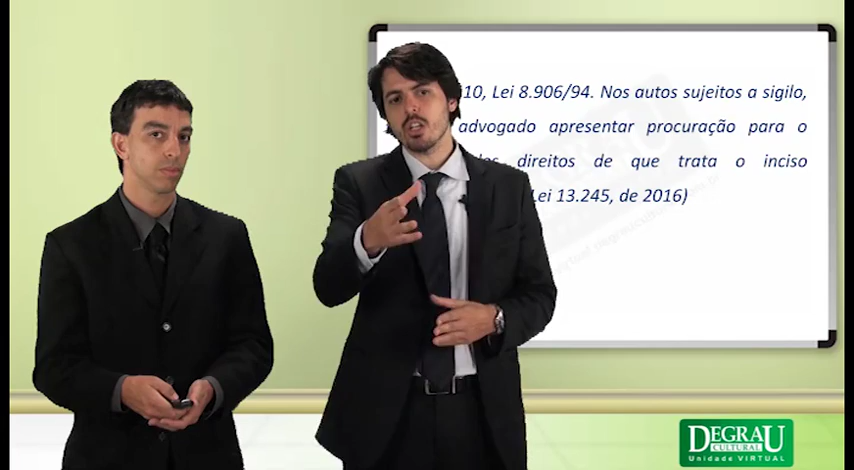 10, Lei 8.906/94. Nos autos sujeitos a sigilo,
advogado apresentar procuração para o
direitos de que trata o inciso
Lei 13.245, de 2016)
DEGRAU
CULTURAL
Unidade VIRTUAL